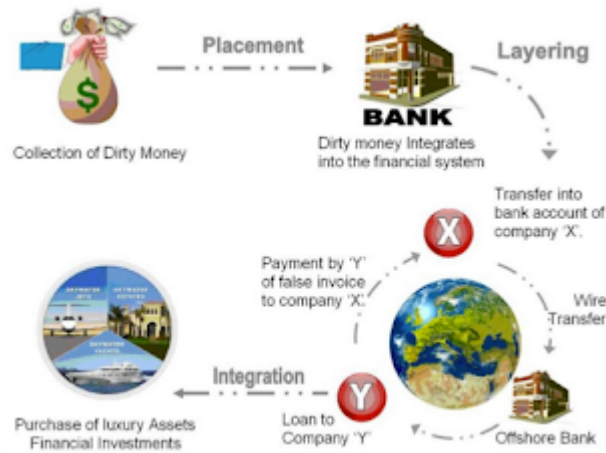 Placement
Layering
$
BANK
Collection of Dirty Money
Dirty money Integrates
into the financial system
Transfer into
bank account of
company ‘X’.
X
Payment by ‘Y’
of false invoice
to company ‘X’.
Wire
Transfer
Integration
Y
Purchase of luxury Assets
Financial Investments
Loan to
Company ‘Y’
Offshore Bank